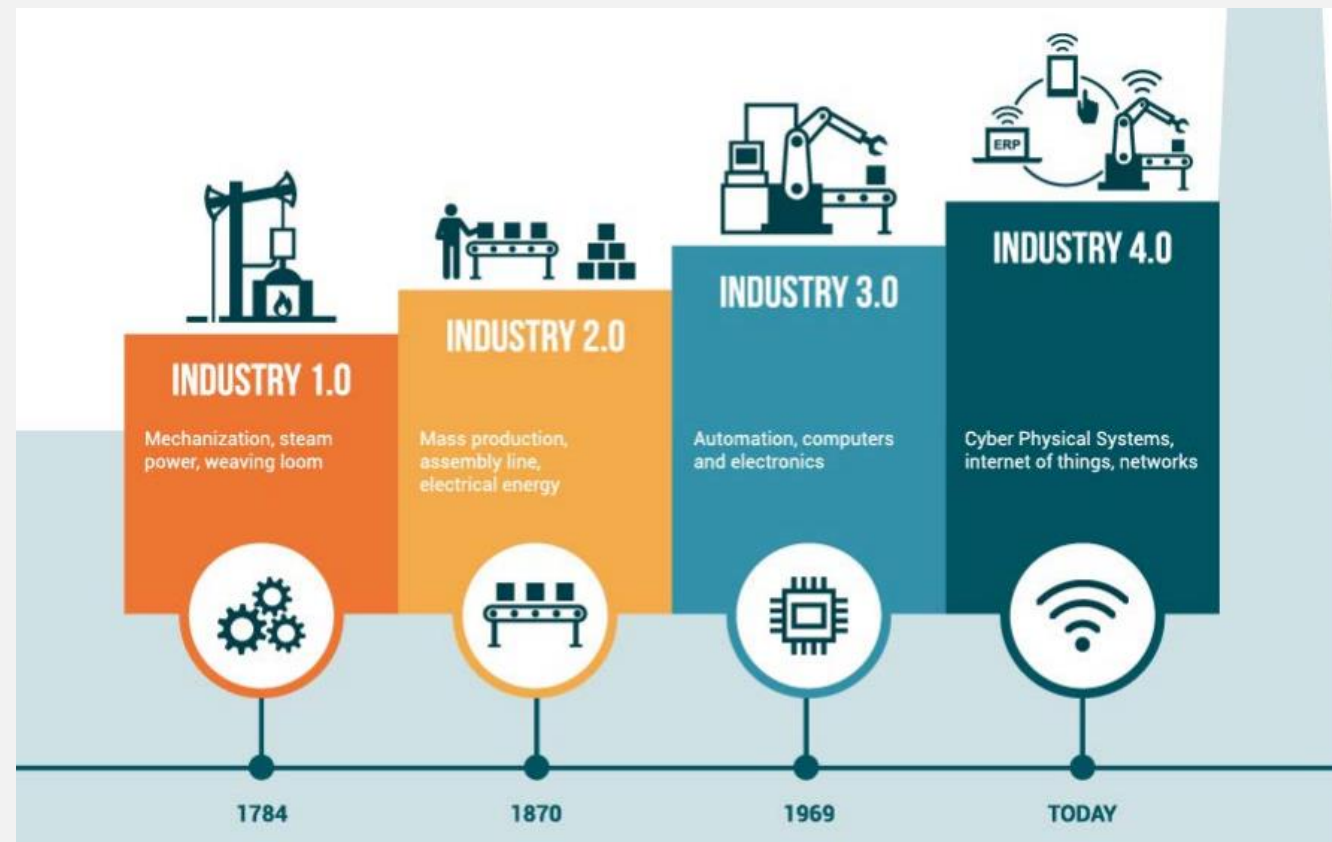 ERP
INDUSTRY 1.0
Mechanization, steam
power, weaving loom
INDUSTRY 2.0
Mass production,
assembly line,
electrical energy
INDUSTRY 3.0
Automation, computers
and electronics
INDUSTRY 4.0
Cyber Physical Systems,
internet of things, networks
1784
1870
1969
TODAY